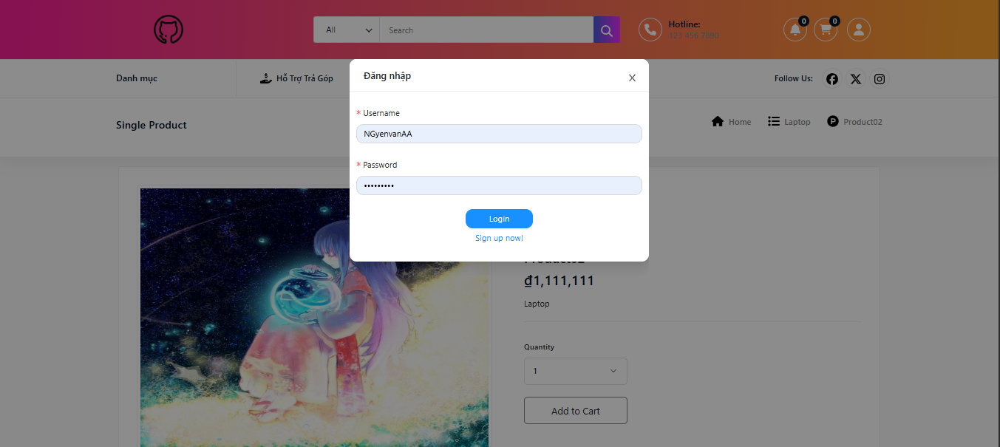 All
Search
Hotline:
123 456 7890
0
0
Danh mục
Hỗ Trợ Trả Góp
Follow Us:
Đăng nhập
* Username
NGyenvanAA
* Password
•••••••••
Login
Sign up now!
Single Product
Home
Laptop
Product02
Product02
₫1,111,111
Laptop
Quantity
1
Add to Cart